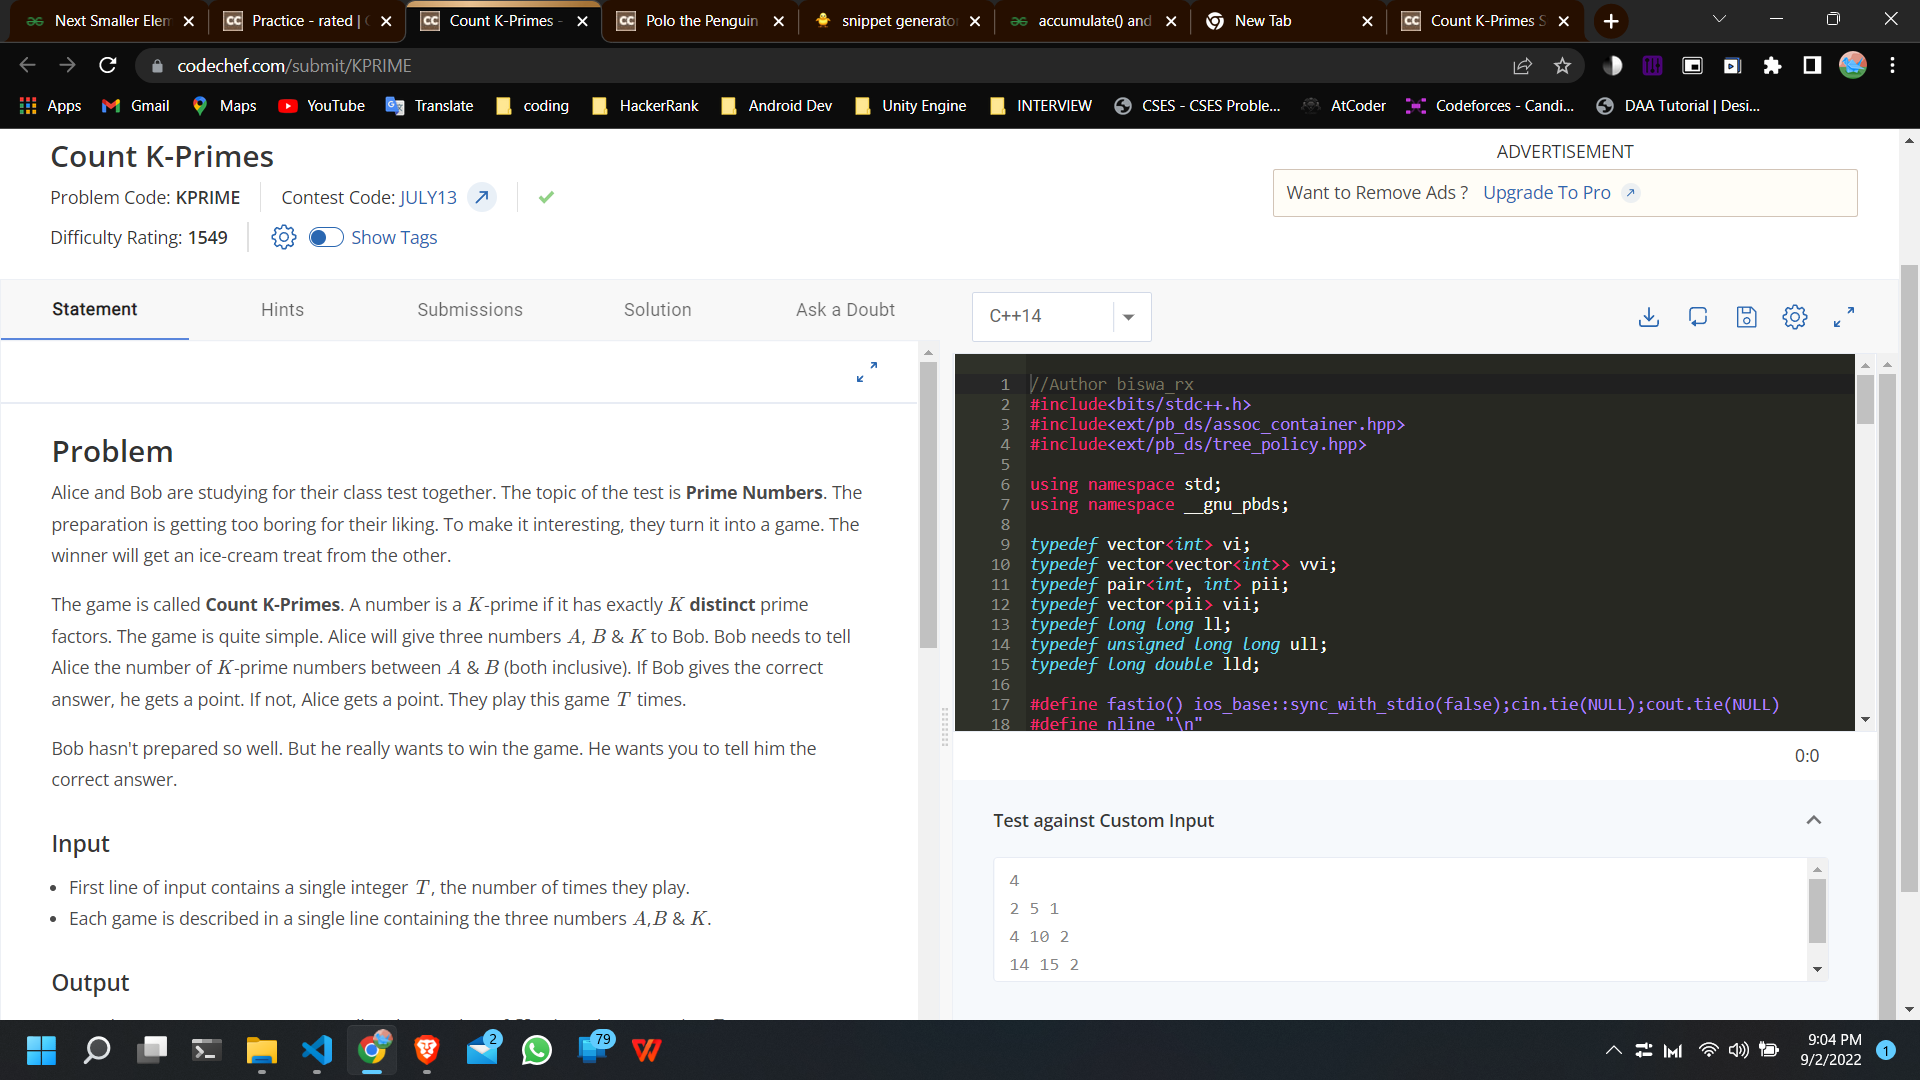 Next Smaller Elem
Practice - rated | C
Count K-Primes -
Polo the Penguin
snippet generator
accumulate() and
New Tab
Count K-Primes S
codechef.com/submit/KPRIME
Apps
Gmail
Maps
YouTube
Translate
coding
HackerRank
Android Dev
Unity Engine
INTERVIEW
CSES - CSES Proble...
AtCoder
Codeforces - Candi...
DAA Tutorial | Desi...
Count K-Primes
Problem Code: KPRIME
Contest Code: JULY13
Difficulty Rating: 1549
Show Tags
ADVERTISEMENT
Want to Remove Ads ? Upgrade To Pro
Statement
Hints
Submissions
Solution
Ask a Doubt
Problem
Alice and Bob are studying for their class test together. The topic of the test is Prime Numbers. The
preparation is getting too boring for their liking. To make it interesting, they turn it into a game. The
winner will get an ice-cream treat from the other.
The game is called Count K-Primes. A number is a K-prime if it has exactly K distinct prime
factors. The game is quite simple. Alice will give three numbers A, B & K to Bob. Bob needs to tell
Alice the number of K-prime numbers between A & B (both inclusive). If Bob gives the correct
answer, he gets a point. If not, Alice gets a point. They play this game T times.
Bob hasn't prepared so well. But he really wants to win the game. He wants you to tell him the
correct answer.
Input
• First line of input contains a single integer T, the number of times they play.
• Each game is described in a single line containing the three numbers A,B & K.
Output
C++14
1 //Author biswa_rx
2 #include<bits/stdc++.h>
3 #include<ext/pb_ds/assoc_container.hpp>
4 #include<ext/pb_ds/tree_policy.hpp>
5
6 using namespace std;
7 using namespace __gnu_pbds;
8
9 typedef vector<int> vi;
10 typedef vector<vector<int>> vvi;
11 typedef pair<int, int> pii;
12 typedef vector<pii> vii;
13 typedef long long ll;
14 typedef unsigned long long ull;
15 typedef long double lld;
16
17 #define fastio() ios_base::sync_with_stdio(false);cin.tie(NULL);cout.tie(NULL)
18 #define nline "\n"
0:0
Test against Custom Input
4
2 5 1
4 10 2
14 15 2
2
79
9:04 PM
9/2/2022
1